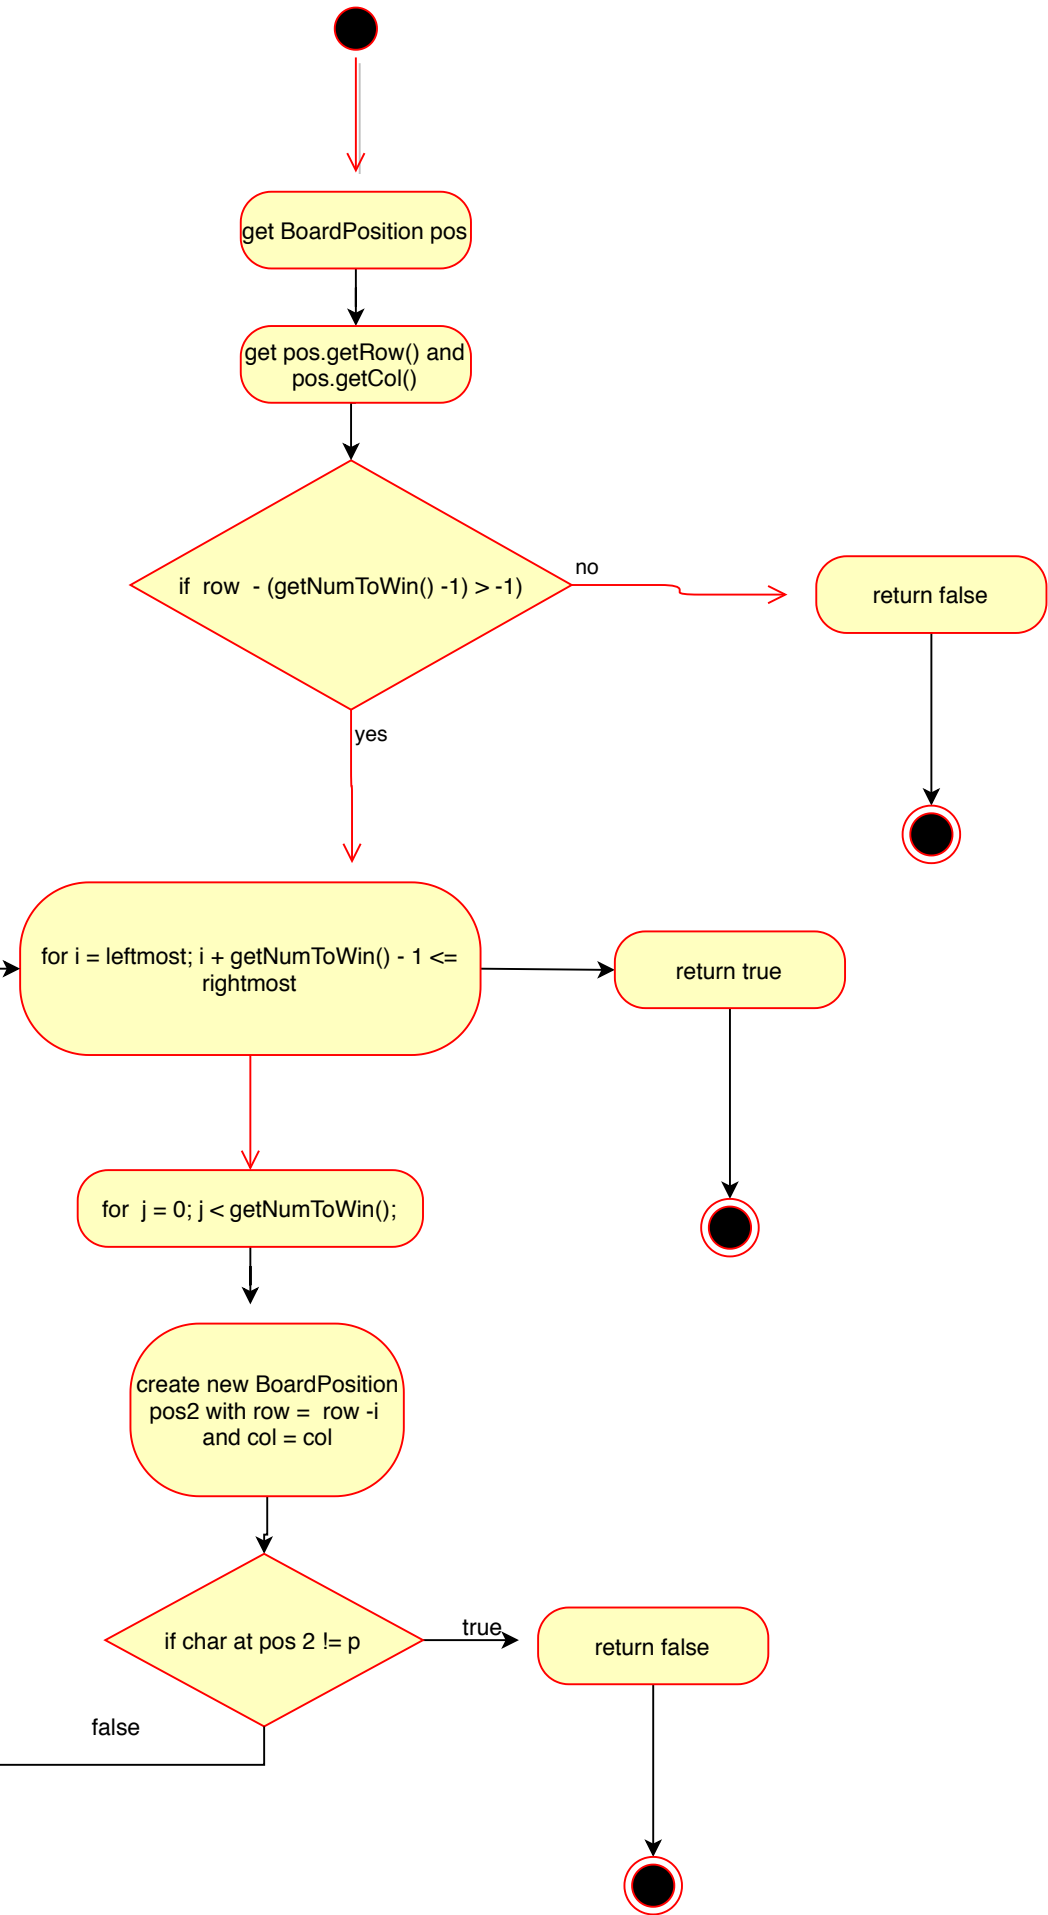 get BoardPosition pos
get pos.getRow() and
pos.getCol()
if  row  - (getNumToWin() -1) > -1)
no
return false
yes
for i = leftmost; i + getNumToWin() - 1 <=
rightmost
return true
for  j = 0; j < getNumToWin();
create new BoardPosition
pos2 with row =  row -i
and col = col
if char at pos 2 != p
true
return false
false